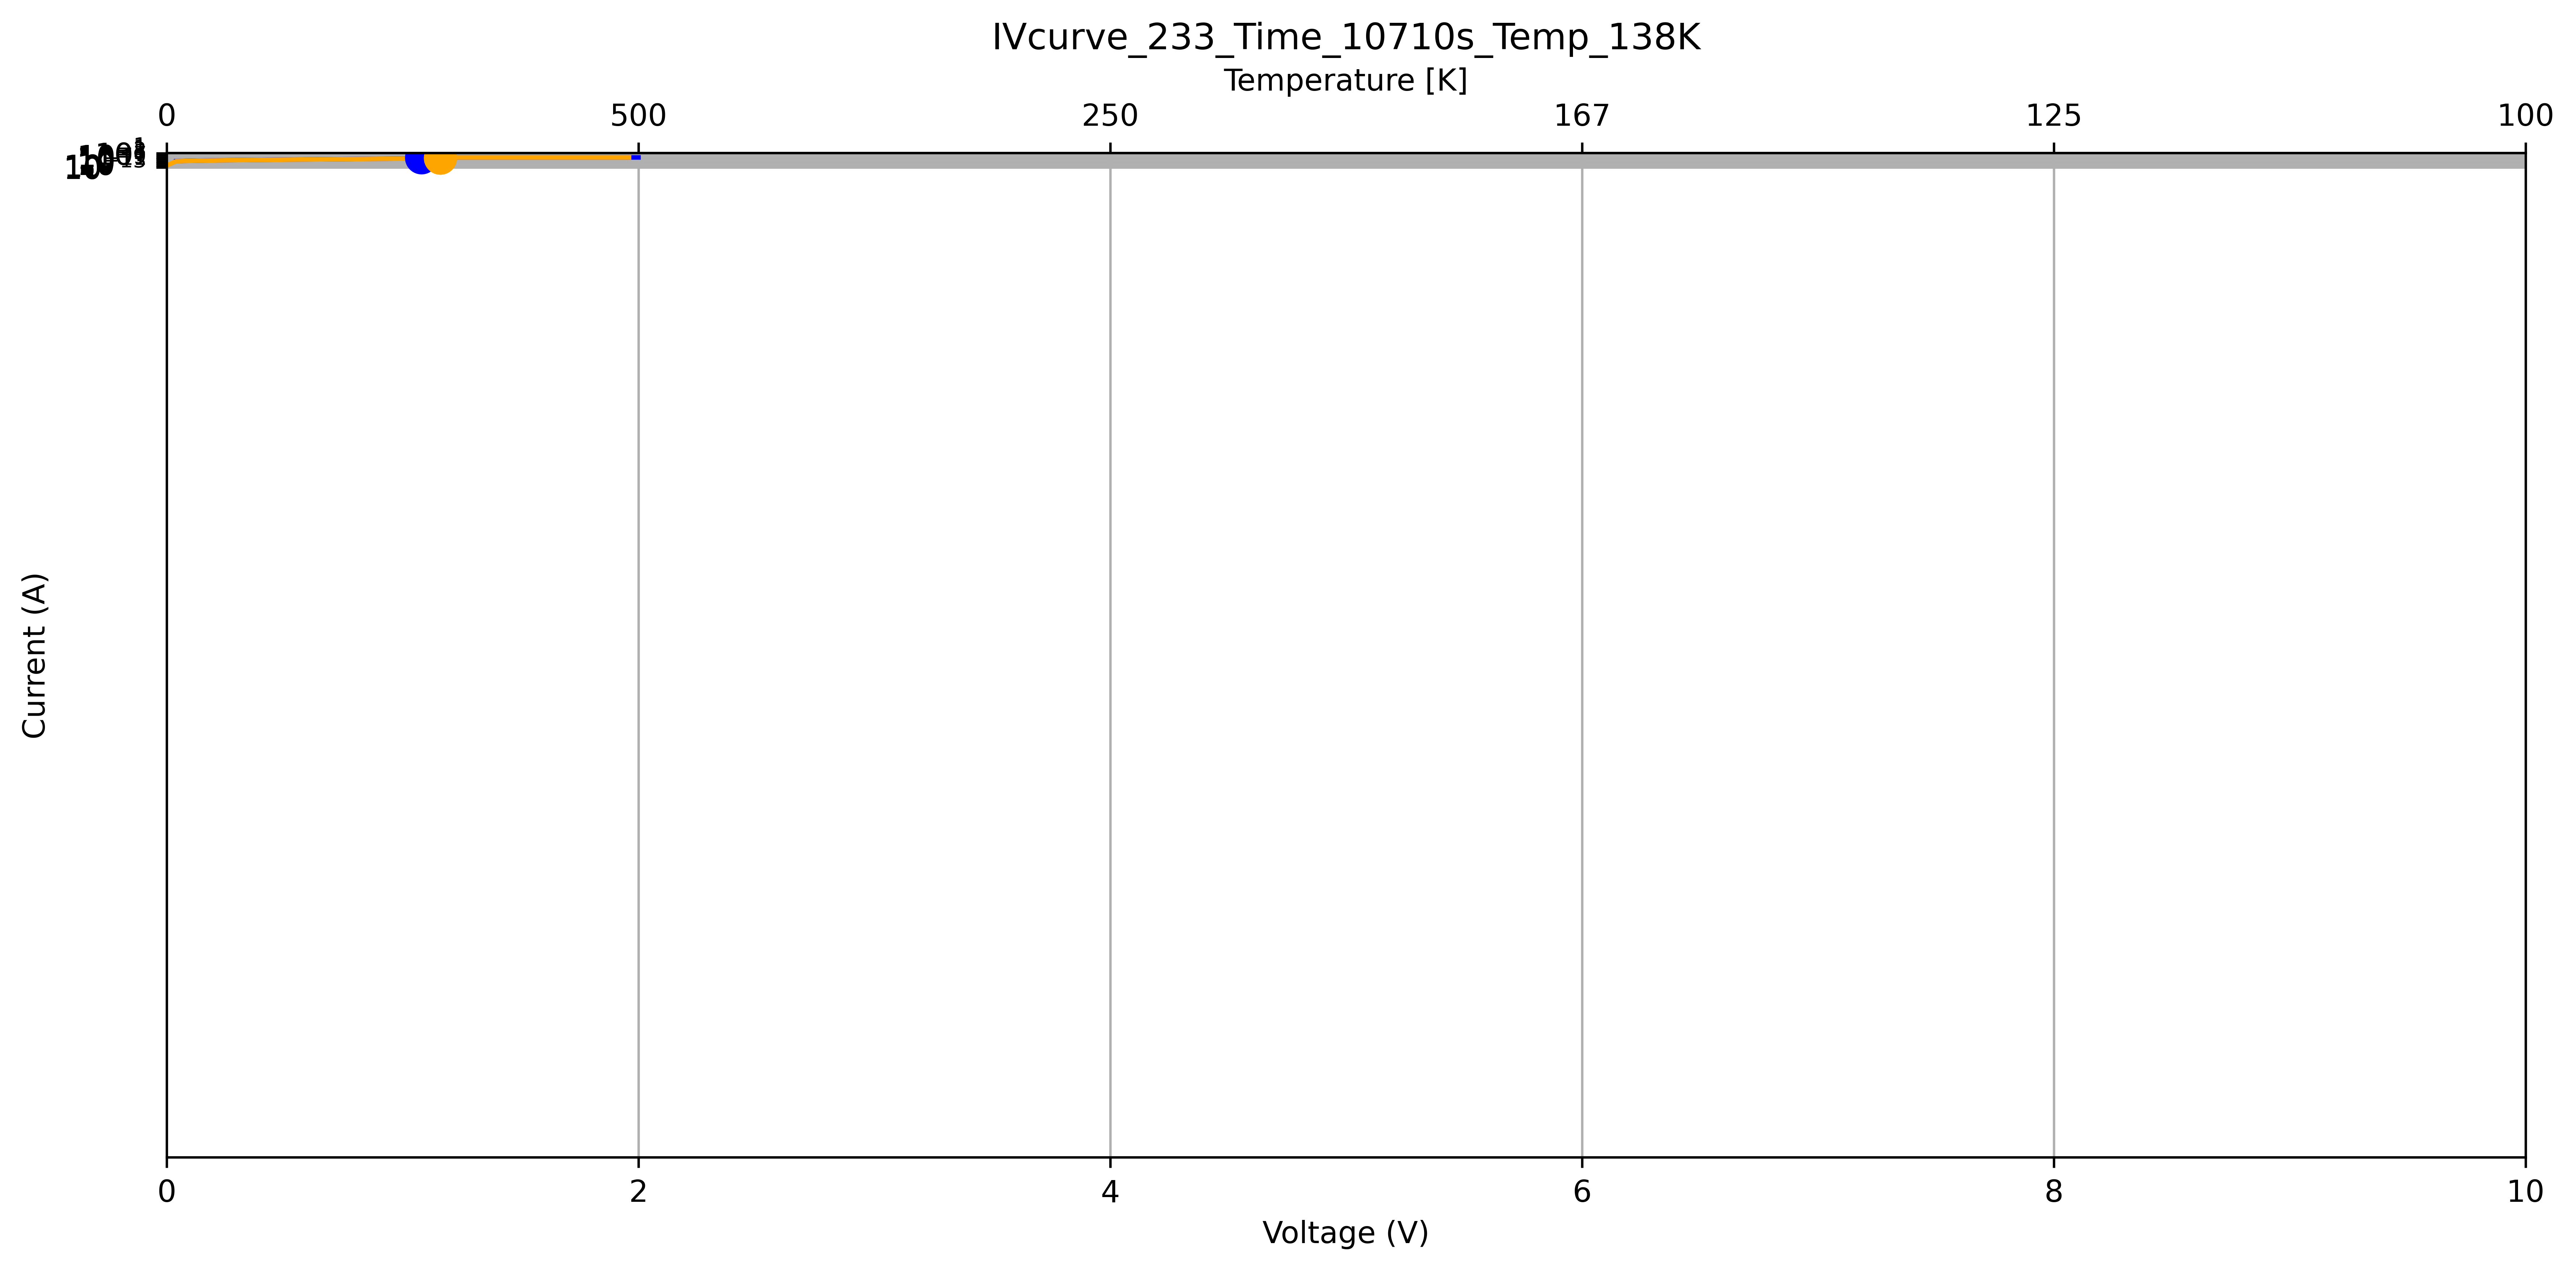 IVcurve_233_Time_10710s_Temp_138K
Temperature [K]
0 500 250 167 125 100
Current (A)
0 2 4 6 8 10
Voltage (V)